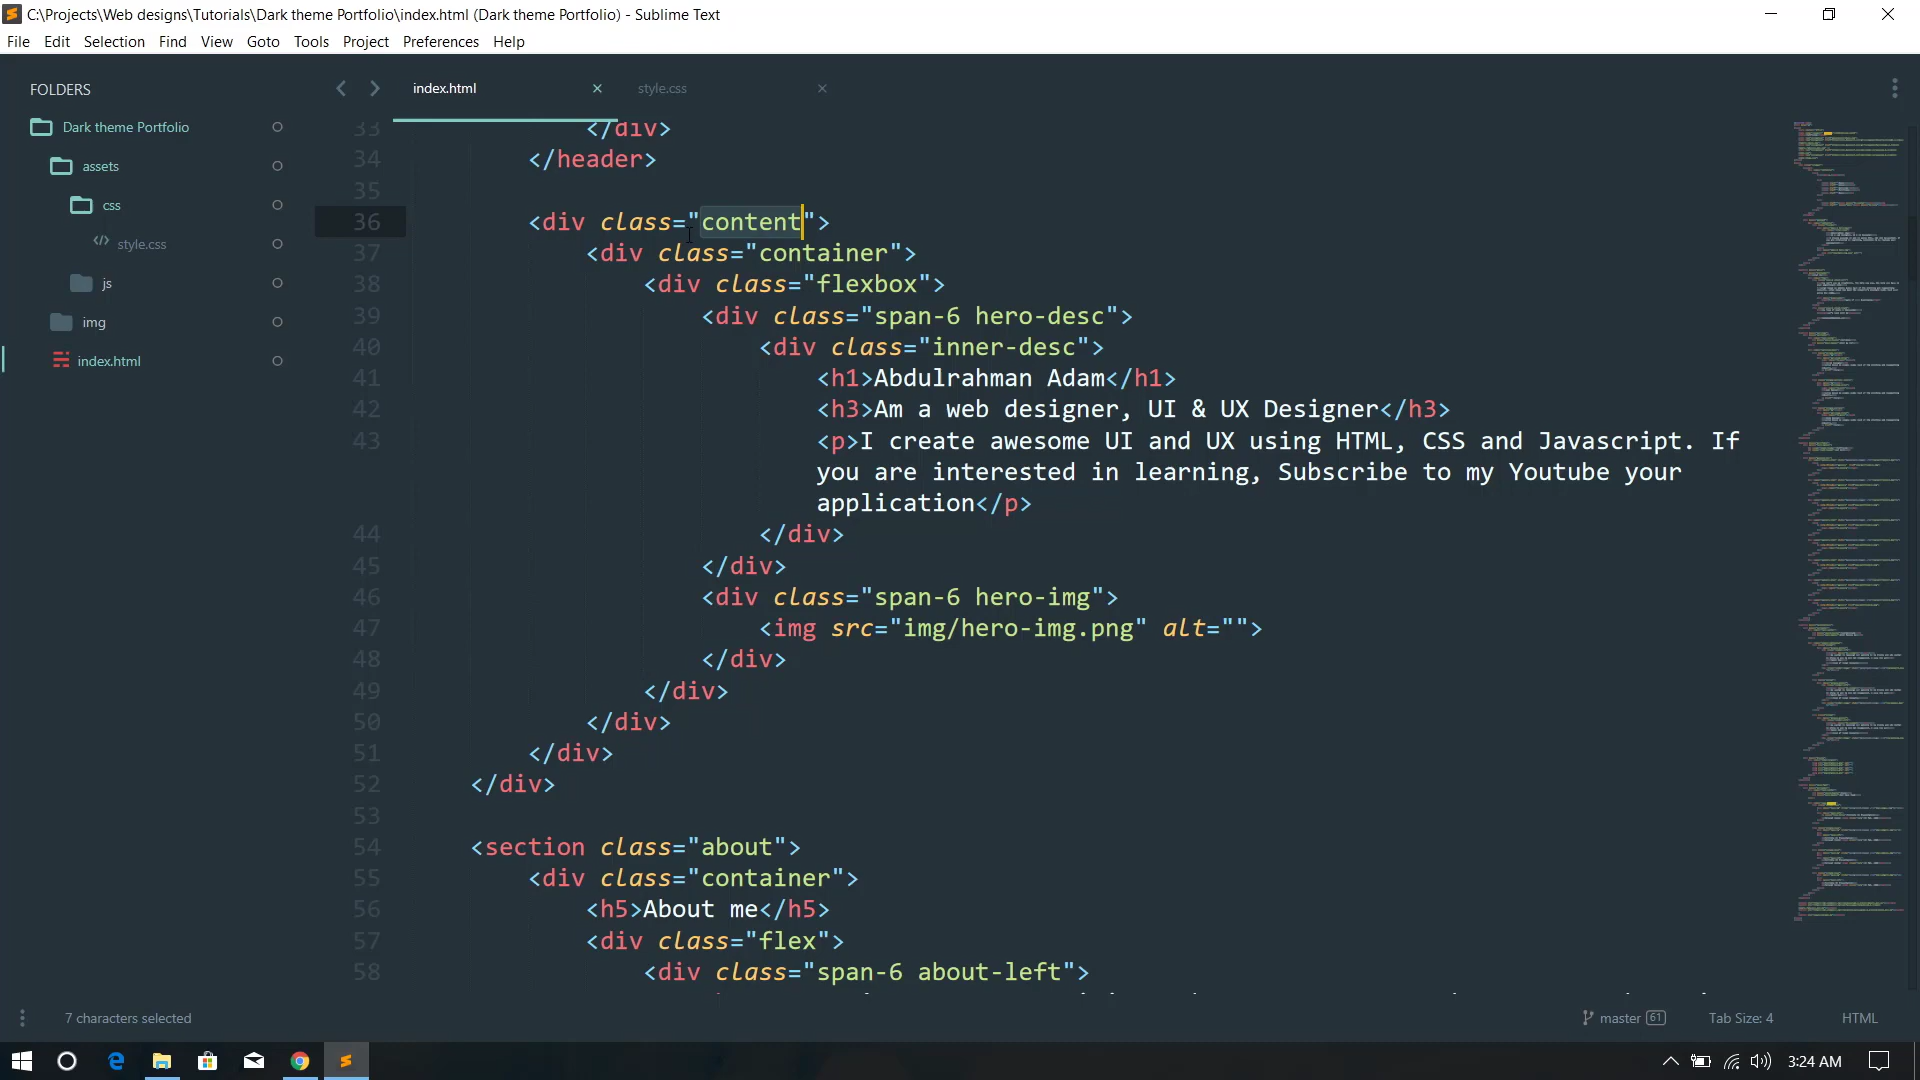 C:\Projects\Web designs\Tutorials\Dark theme Portfolio\index.html (Dark theme Portfolio) - Sublime Text
File Edit Selection Find View Goto Tools Project Preferences Help
FOLDERS
Dark theme Portfolio
assets
css
style.css
js
img
index.html
index.html
style.css
33 </div>
34 </header>
35
36 <div class="content">
37 <div class="container">
38 <div class="flexbox">
39 <div class="span-6 hero-desc">
40 <div class="inner-desc">
41 <h1>Abdulrahman Adam</h1>
42 <h3>Am a web designer, UI & UX Designer</h3>
43 <p>I create awesome UI and UX using HTML, CSS and Javascript. If
you are interested in learning, Subscribe to my Youtube your
application</p>
44 </div>
45 </div>
46 <div class="span-6 hero-img">
47 <img src="img/hero-img.png" alt="">
48 </div>
49 </div>
50 </div>
51 </div>
52 </div>
53
54 <section class="about">
55 <div class="container">
56 <h5>About me</h5>
57 <div class="flex">
58 <div class="span-6 about-left">
7 characters selected
master 61
Tab Size: 4
HTML
3:24 AM